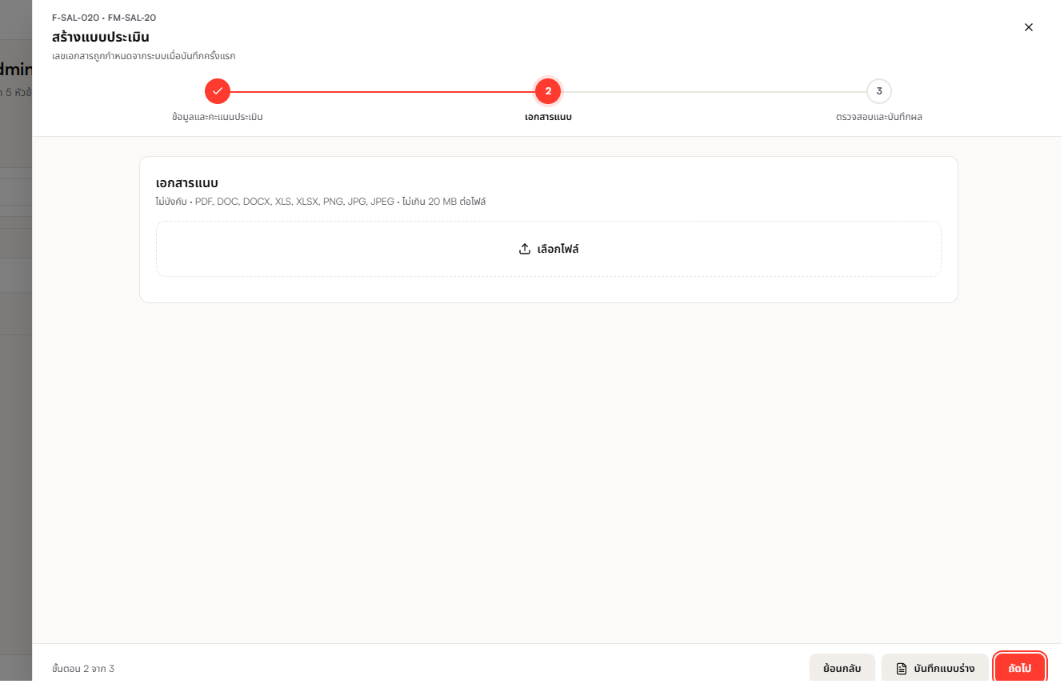 F-SAL-020 • FM-SAL-20
สร้างแบบประเมิน
เลขเอกสารถูกกำหนดจากระบบเมื่อบันทึกครั้งแรก
dmin
า 5 หัวข้
2
3
ข้อมูลและคะแนนประเมิน
เอกสารแนบ
ตรวจสอบและบันทึกผล
เอกสารแนบ
ไม่บังคับ • PDF, DOC, DOCX, XLS, XLSX, PNG, JPG, JPEG • ไม่เกิน 20 MB ต่อไฟล์
เลือกไฟล์
ขั้นตอน 2 จาก 3
ย้อนกลับ
บันทึกแบบร่าง
ถัดไป